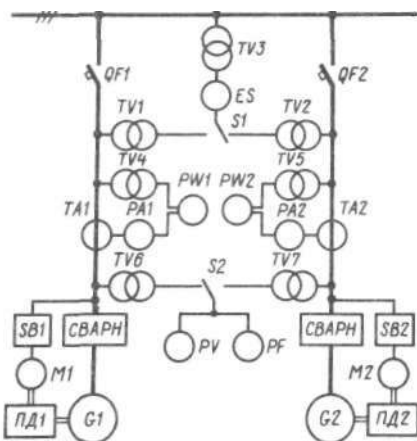 TV3
QF1
QF2
ES
TV1
S1
TV2
TV4
TV5
PW1
PW2
TA1
PA1
PA2
TA2
TV6
S2
TV7
SB1
СВАРН
СВАРН
SB2
M1
PV
PF
M2
ПД1
G1
G2
ПД2